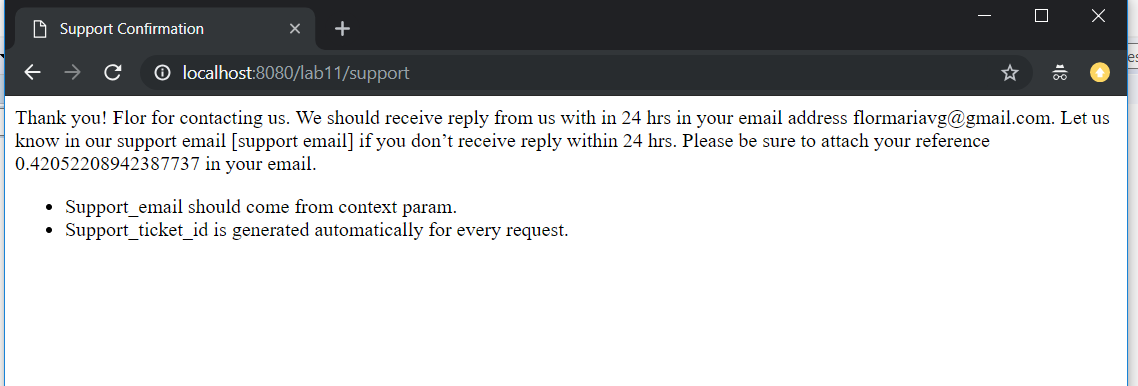 Support Confirmation
localhost:8080/lab11/support
Thank you! Flor for contacting us. We should receive reply from us with in 24 hrs in your email address flormariavg@gmail.com. Let us
know in our support email [support email] if you don’t receive reply within 24 hrs. Please be sure to attach your reference
0.42052208942387737 in your email.
Support_email should come from context param.
Support_ticket_id is generated automatically for every request.